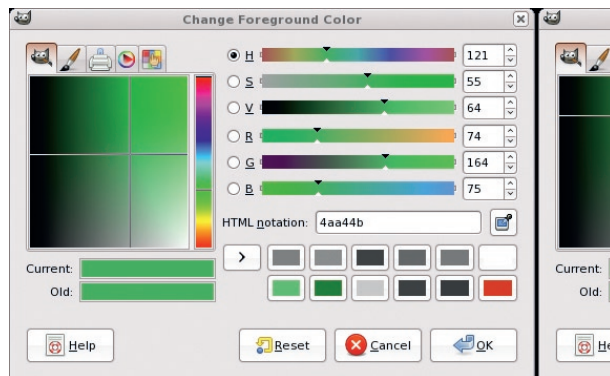 Change Foreground Color
H 121
S 55
V 64
R 74
G 164
B 75
HTML notation: 4aa44b
Current:
Old:
Help
Reset
Cancel
OK
Current:
Old:
He